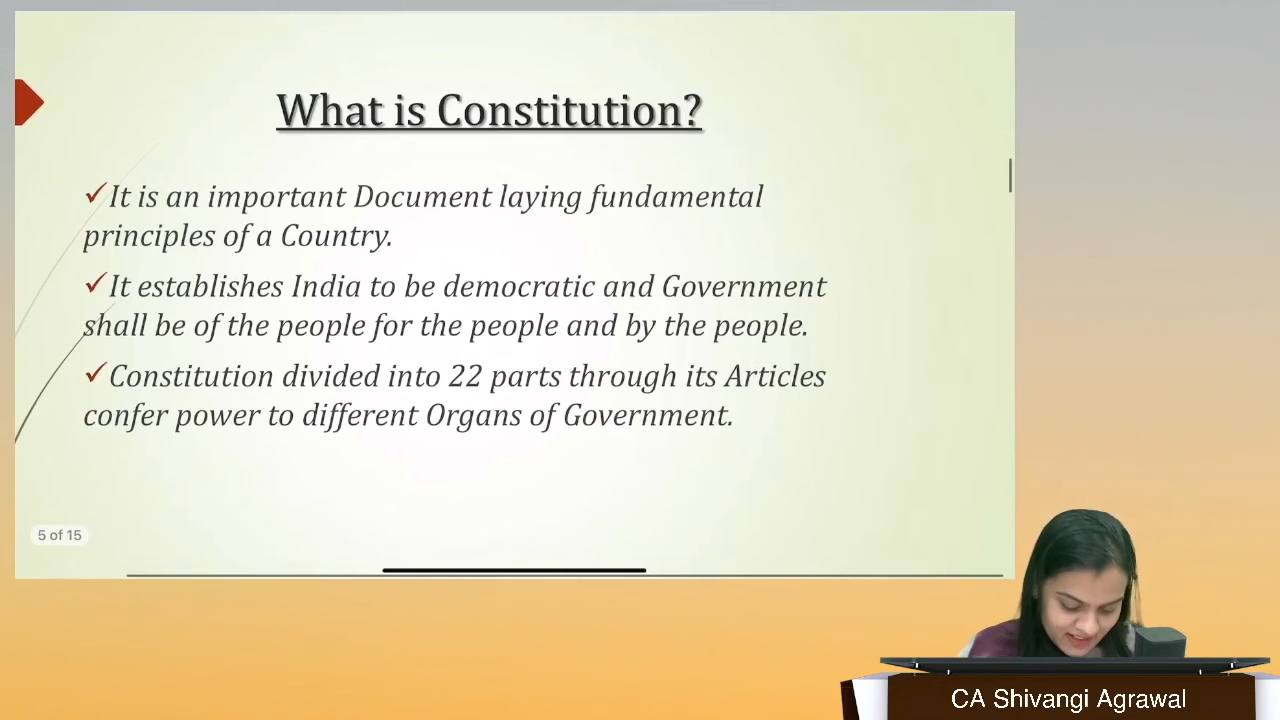 What is Constitution?
✓It is an important Document laying fundamental
principles of a Country.
✓It establishes India to be democratic and Government
shall be of the people for the people and by the people.
✓Constitution divided into 22 parts through its Articles
confer power to different Organs of Government.
5 of 15
CA Shivangi Agrawal